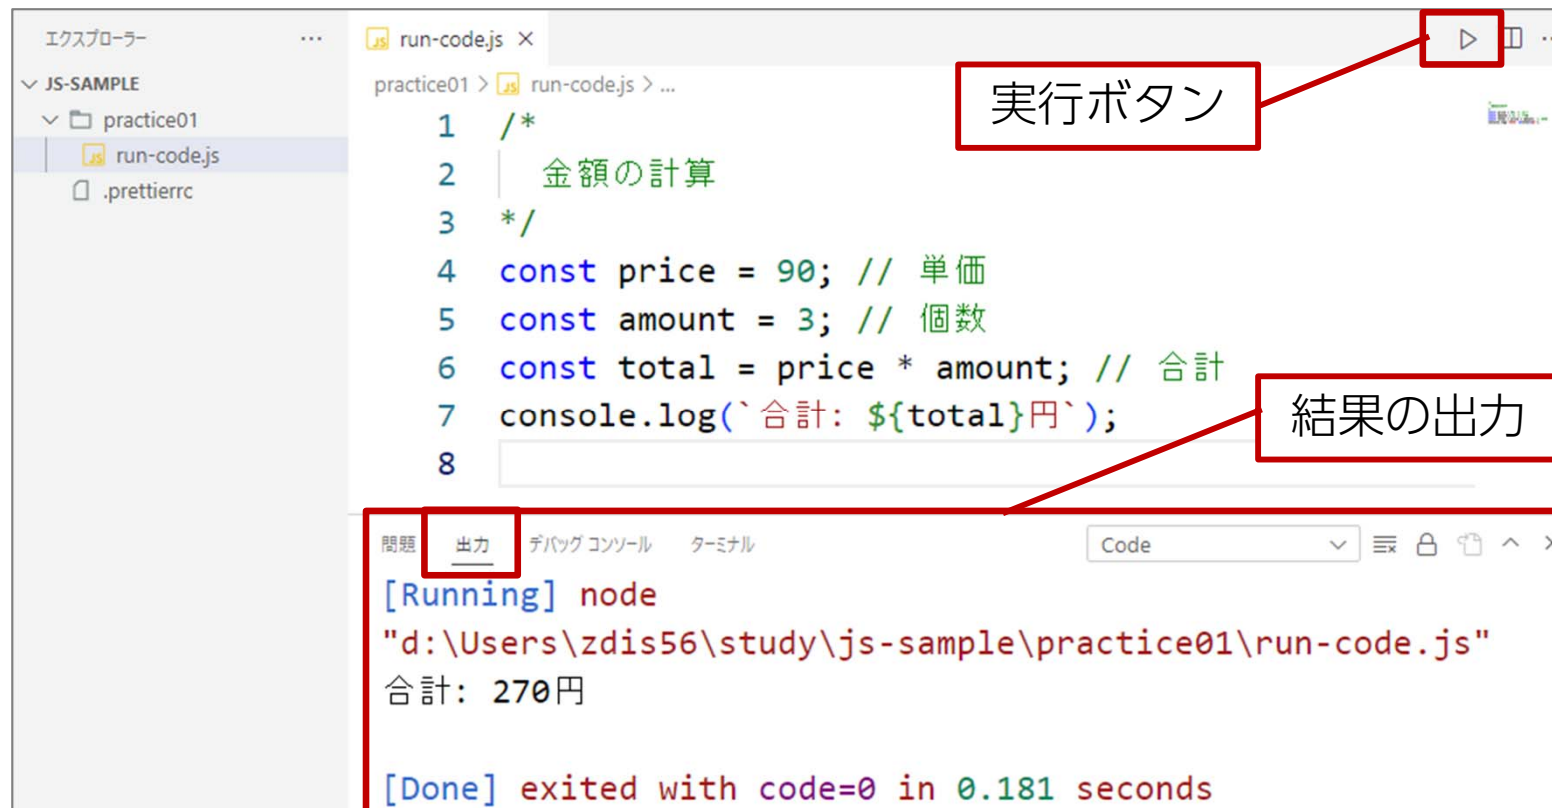 エクスプローラー ...
JS-SAMPLE
practice01
JS run-code.js
.prettierrc
JS run-code.js ×
practice01 > JS run-code.js > ...
実行ボタン
1 /*
2 金額の計算
3 */
4 const price = 90; // 単価
5 const amount = 3; // 個数
6 const total = price * amount; // 合計
7 console.log(`合計: ${total}円`);
8
結果の出力
問題 出力 デバッグ コンソール ターミナル Code
[Running] node
"d:\Users\zdis56\study\js-sample\practice01\run-code.js"
合計: 270円
[Done] exited with code=0 in 0.181 seconds